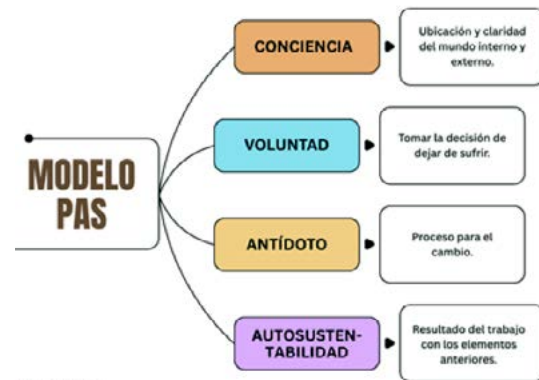 MODELO
PAS
CONCIENCIA
Ubicación y claridad
del mundo interno y
externo.
VOLUNTAD
Tomar la decisión de
dejar de sufrir.
ANTÍDOTO
Proceso para el
cambio.
AUTOSUSTEN-
TABILIDAD
Resultado del trabajo
con los elementos
anteriores.